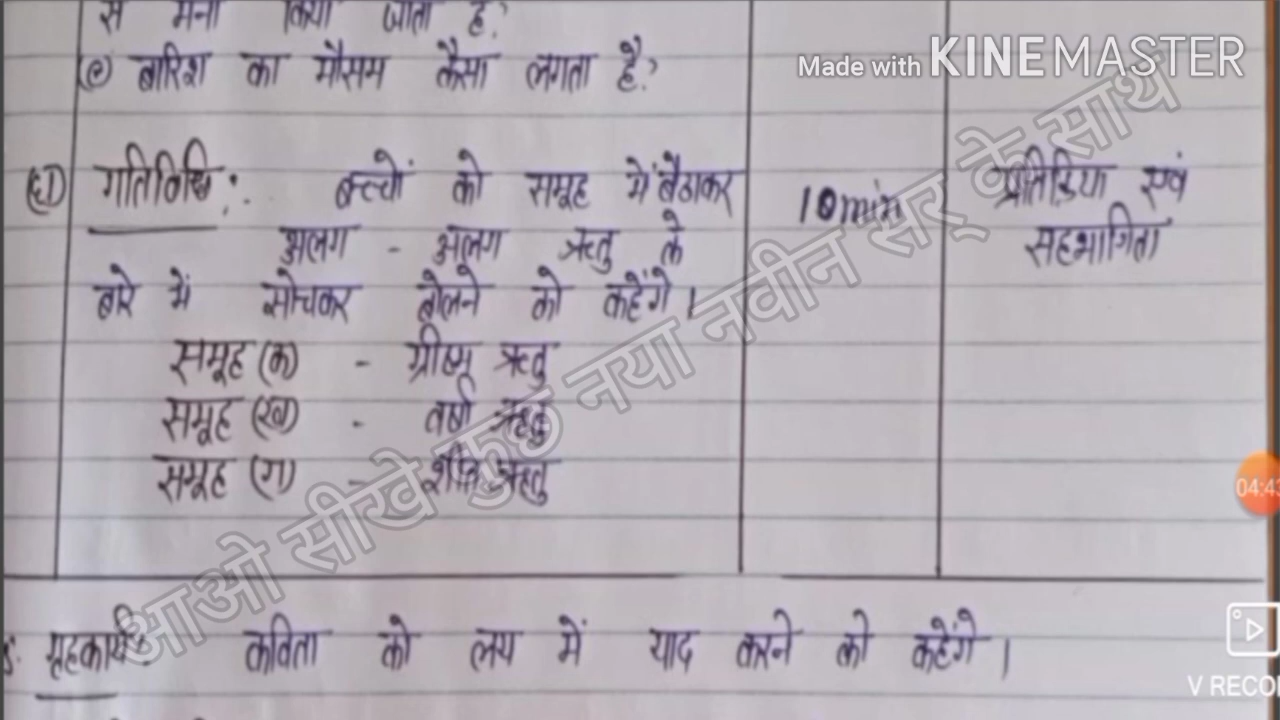 से मना किया जाता है?
(e) बारिश का मौसम कैसा लगता है?
Made with KINEMASTER
(घ) गतिविधि : बच्चों को समूह में बैठाकर 10 min प्रतिक्रिया एवं
अलग - अलग ऋतु के सहभागिता
बारे में सोचकर बोलने को कहेंगे।
समूह (क) - ग्रीष्म ऋतु
समूह (ख) - वर्षा ऋतु
समूह (ग) - शीत ऋतु
आओ सीखे कुछ नया नवीन सर् के साथ
04:43
गृहकार्य : कविता को लय में याद करने को कहेंगे।
V RECO